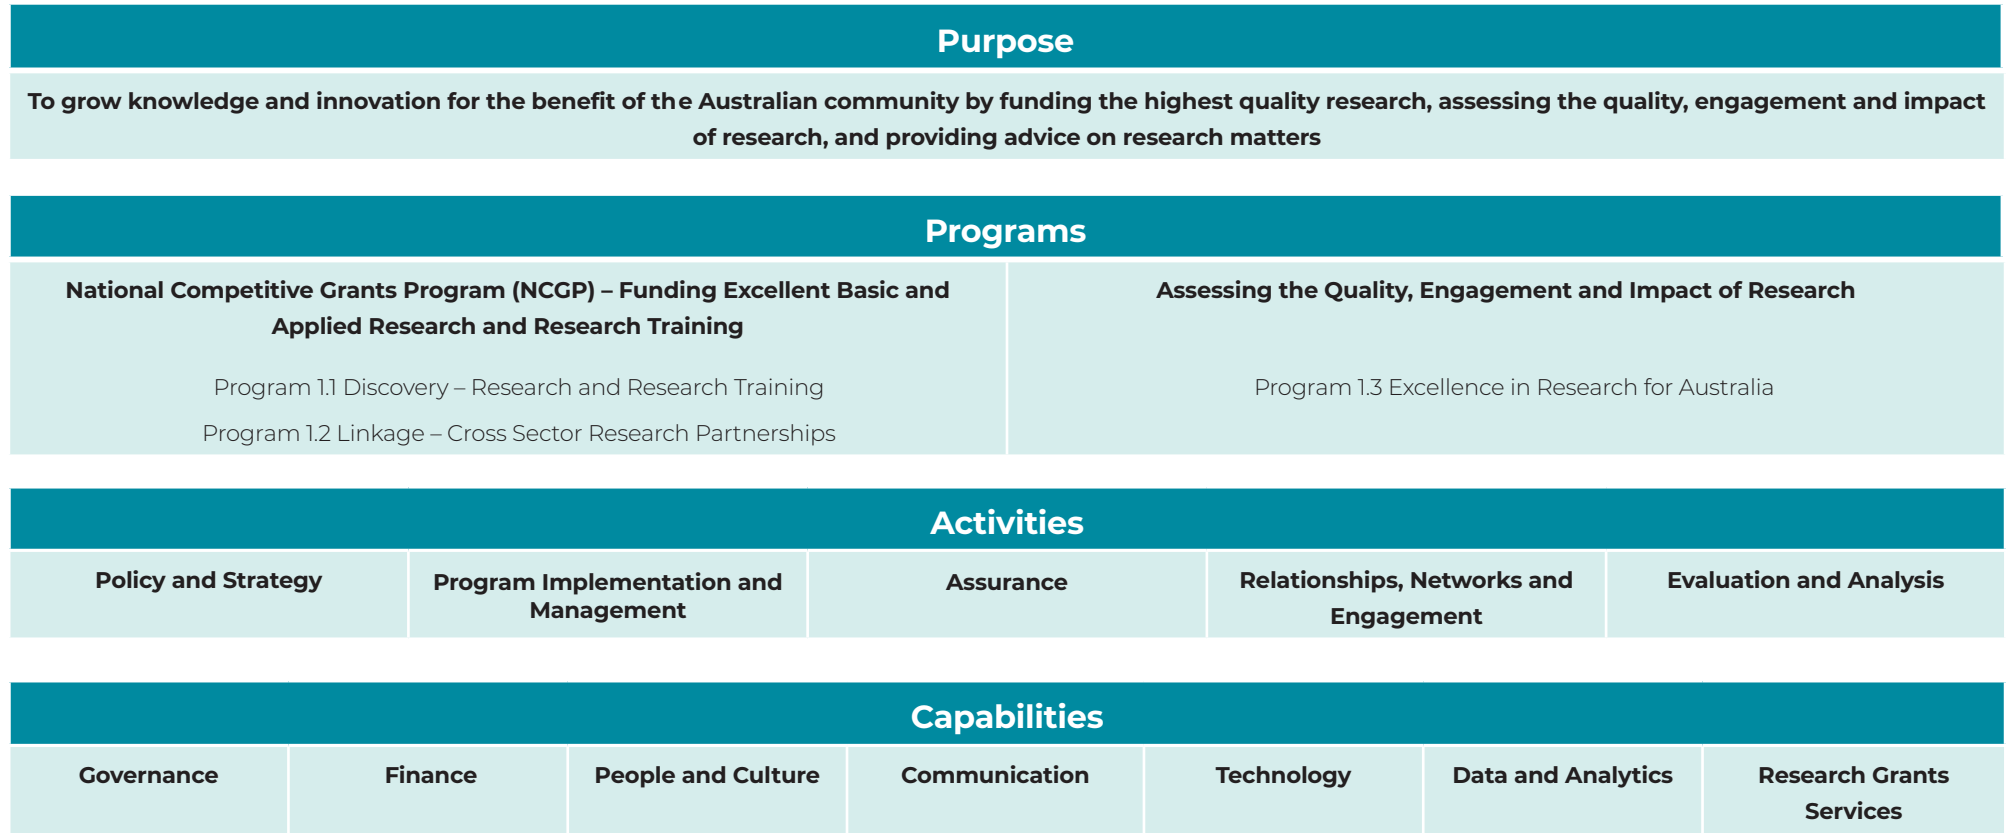 Purpose
To grow knowledge and innovation for the benefit of the Australian community by funding the highest quality research, assessing the quality, engagement and impact
of research, and providing advice on research matters
Programs
National Competitive Grants Program (NCGP) – Funding Excellent Basic and
Applied Research and Research Training
Program 1.1 Discovery – Research and Research Training
Program 1.2 Linkage – Cross Sector Research Partnerships
Assessing the Quality, Engagement and Impact of Research
Program 1.3 Excellence in Research for Australia
Activities
Policy and Strategy
Program Implementation and
Management
Assurance
Relationships, Networks and
Engagement
Evaluation and Analysis
Capabilities
Governance
Finance
People and Culture
Communication
Technology
Data and Analytics
Research Grants
Services